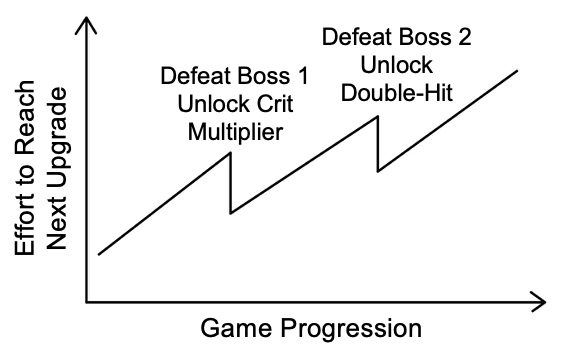 Defeat Boss 2
Unlock
Double-Hit
Defeat Boss 1
Unlock Crit
Multiplier
Effort to Reach
Next Upgrade
Game Progression